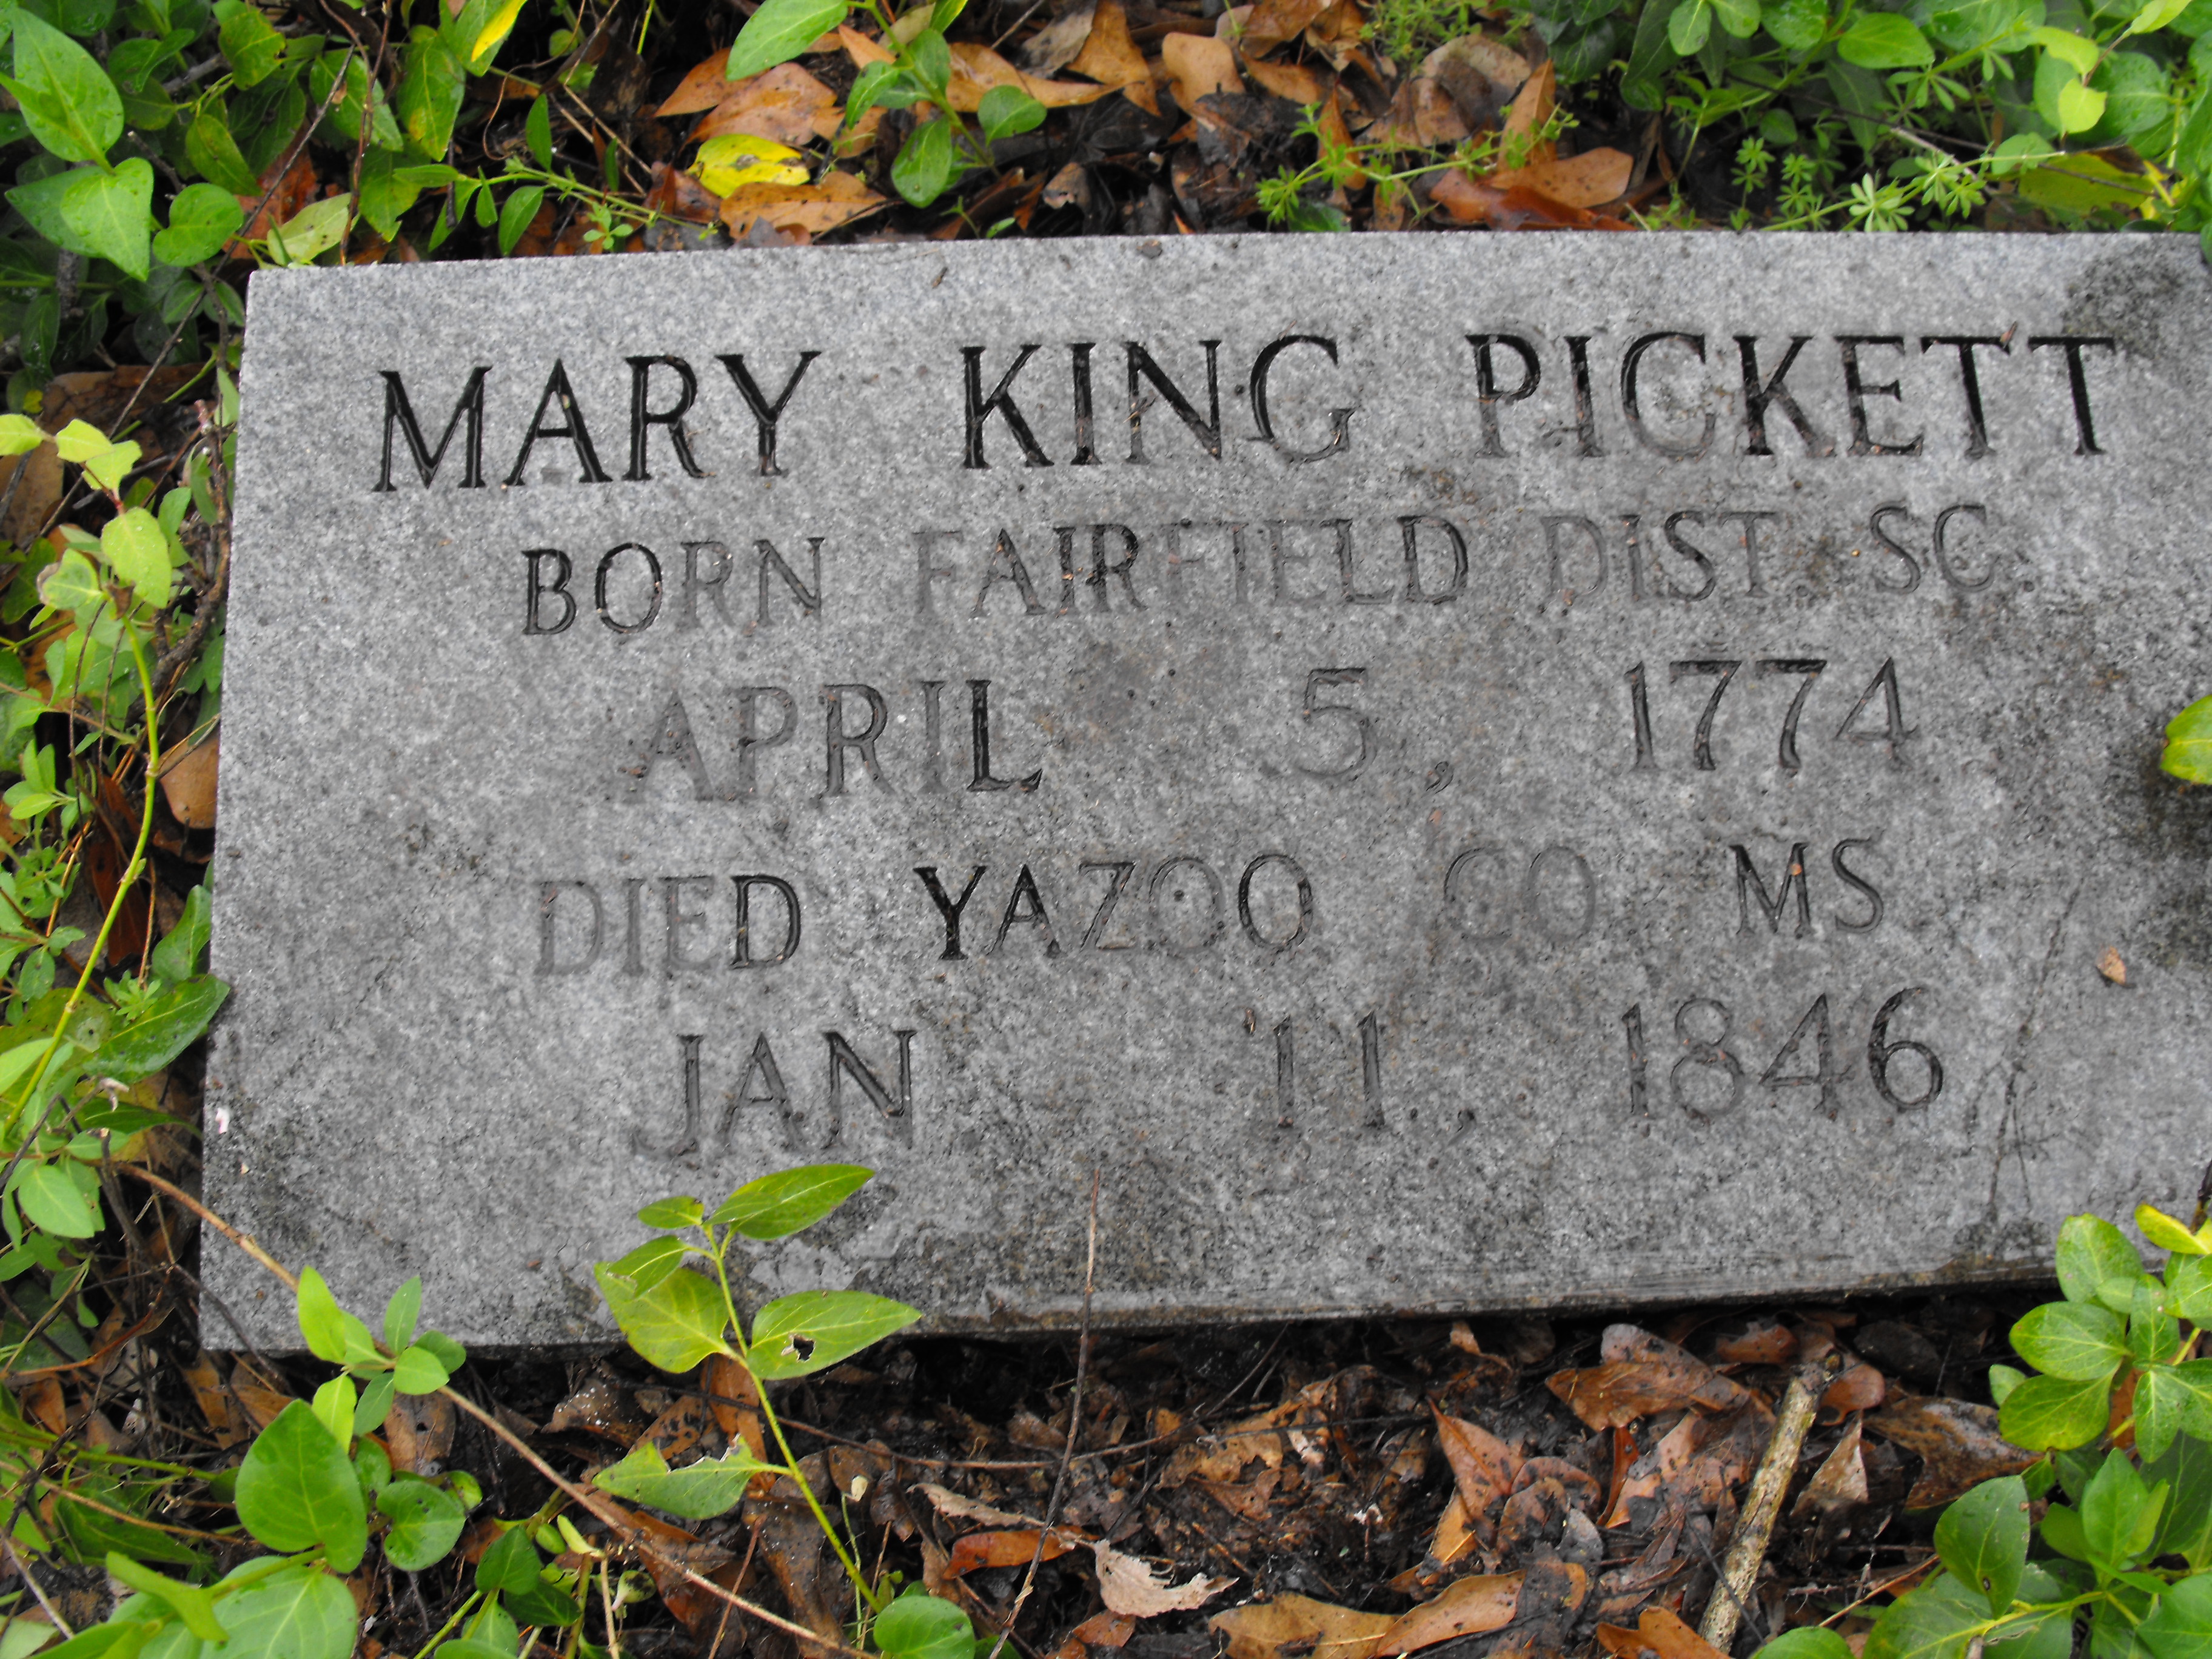 MARY KING PICKETT
BORN FAIRFIELD DIST. SC.
APRIL 5, 1774
DIED YAZOO CO MS
JAN 11, 1846